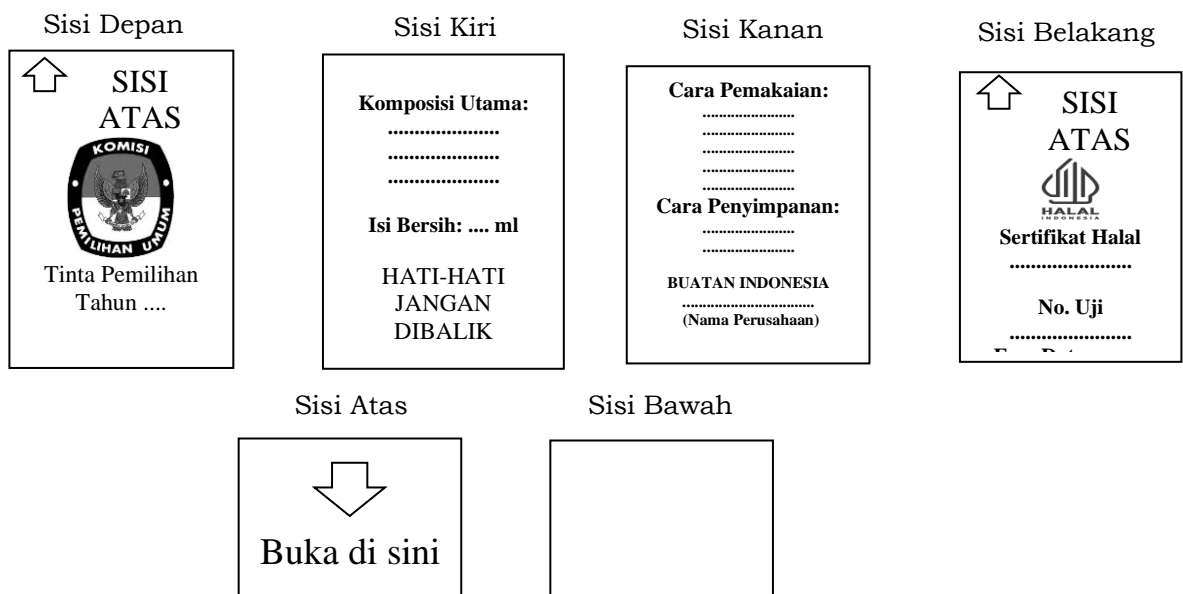 Sisi Depan
SISI
ATAS
KOMISI
PEMILIHAN UMUM
Tinta Pemilihan
Tahun ....
Sisi Kiri
Komposisi Utama:
.....................
.....................
.....................
Isi Bersih: .... ml
HATI-HATI
JANGAN
DIBALIK
Sisi Kanan
Cara Pemakaian:
.......................
.......................
.......................
.......................
.......................
Cara Penyimpanan:
.......................
.......................
BUATAN INDONESIA
.................................
(Nama Perusahaan)
Sisi Belakang
SISI
ATAS
HALAL
INDONESIA
Sertifikat Halal
.......................
No. Uji
.......................
Sisi Atas
Buka di sini
Sisi Bawah